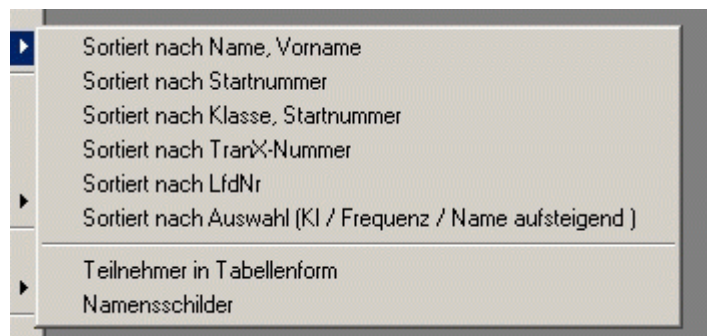 Sortiert nach Name, Vorname
Sortiert nach Startnummer
Sortiert nach Klasse, Startnummer
Sortiert nach TranX-Nummer
Sortiert nach LfdNr
Sortiert nach Auswahl (Kl / Frequenz / Name aufsteigend )
Teilnehmer in Tabellenform
Namensschilder